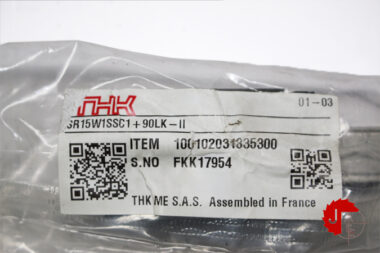 THK
01-03
SR15W1SSC1+90LK-II
ITEM 100102031335300
S.NO FKK17954
THK ME S.A.S. Assembled in France